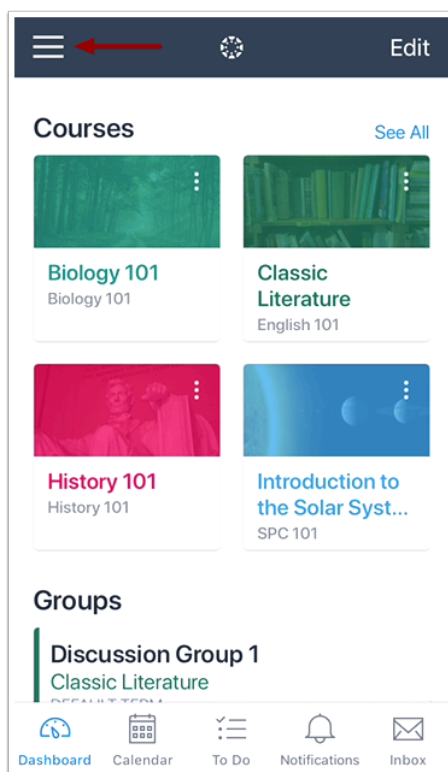 Edit
Courses
See All
Biology 101
Biology 101
Classic
Literature
English 101
History 101
History 101
Introduction to
the Solar Syst...
SPC 101
Groups
Discussion Group 1
Classic Literature
DEFAULT TERM
Dashboard
Calendar
To Do
Notifications
Inbox